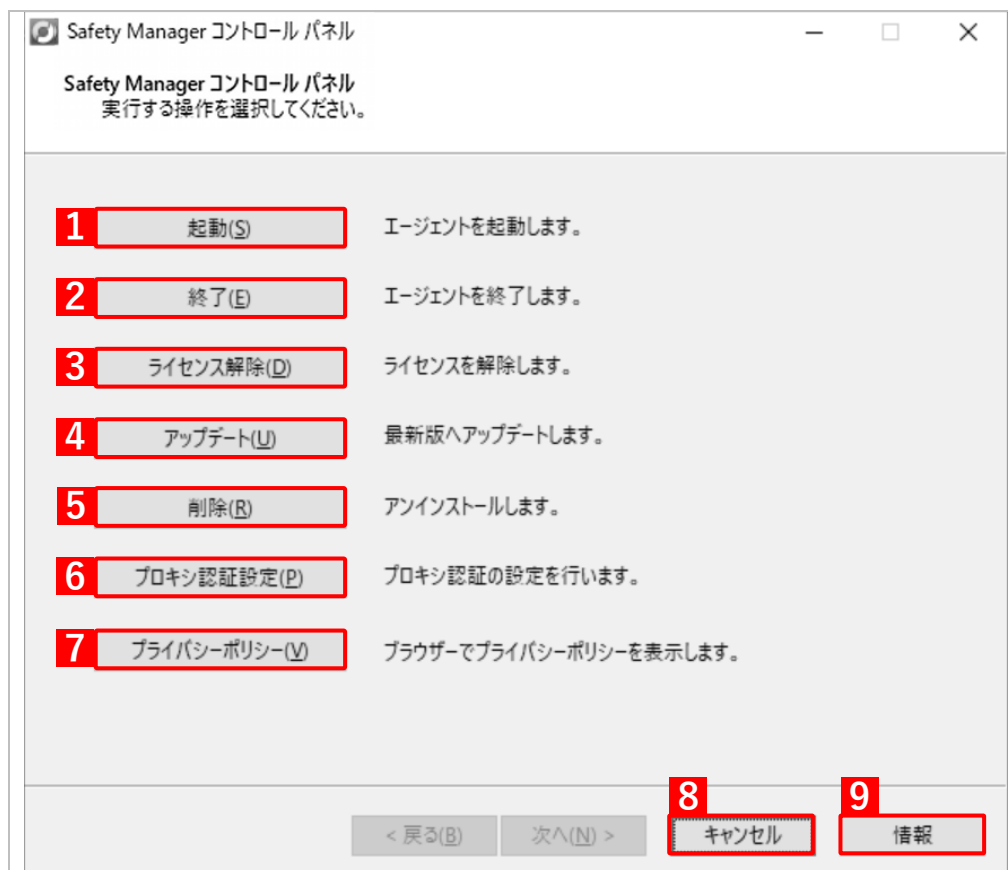 Safety Manager コントロール パネル
Safety Manager コントロール パネル
実行する操作を選択してください。
1 起動(S) エージェントを起動します。
2 終了(E) エージェントを終了します。
3 ライセンス解除(D) ライセンスを解除します。
4 アップデート(U) 最新版へアップデートします。
5 削除(R) アンインストールします。
6 プロキシ認証設定(P) プロキシ認証の設定を行います。
7 プライバシーポリシー(V) ブラウザーでプライバシーポリシーを表示します。
8 9
< 戻る(B) 次へ(N) > キャンセル 情報